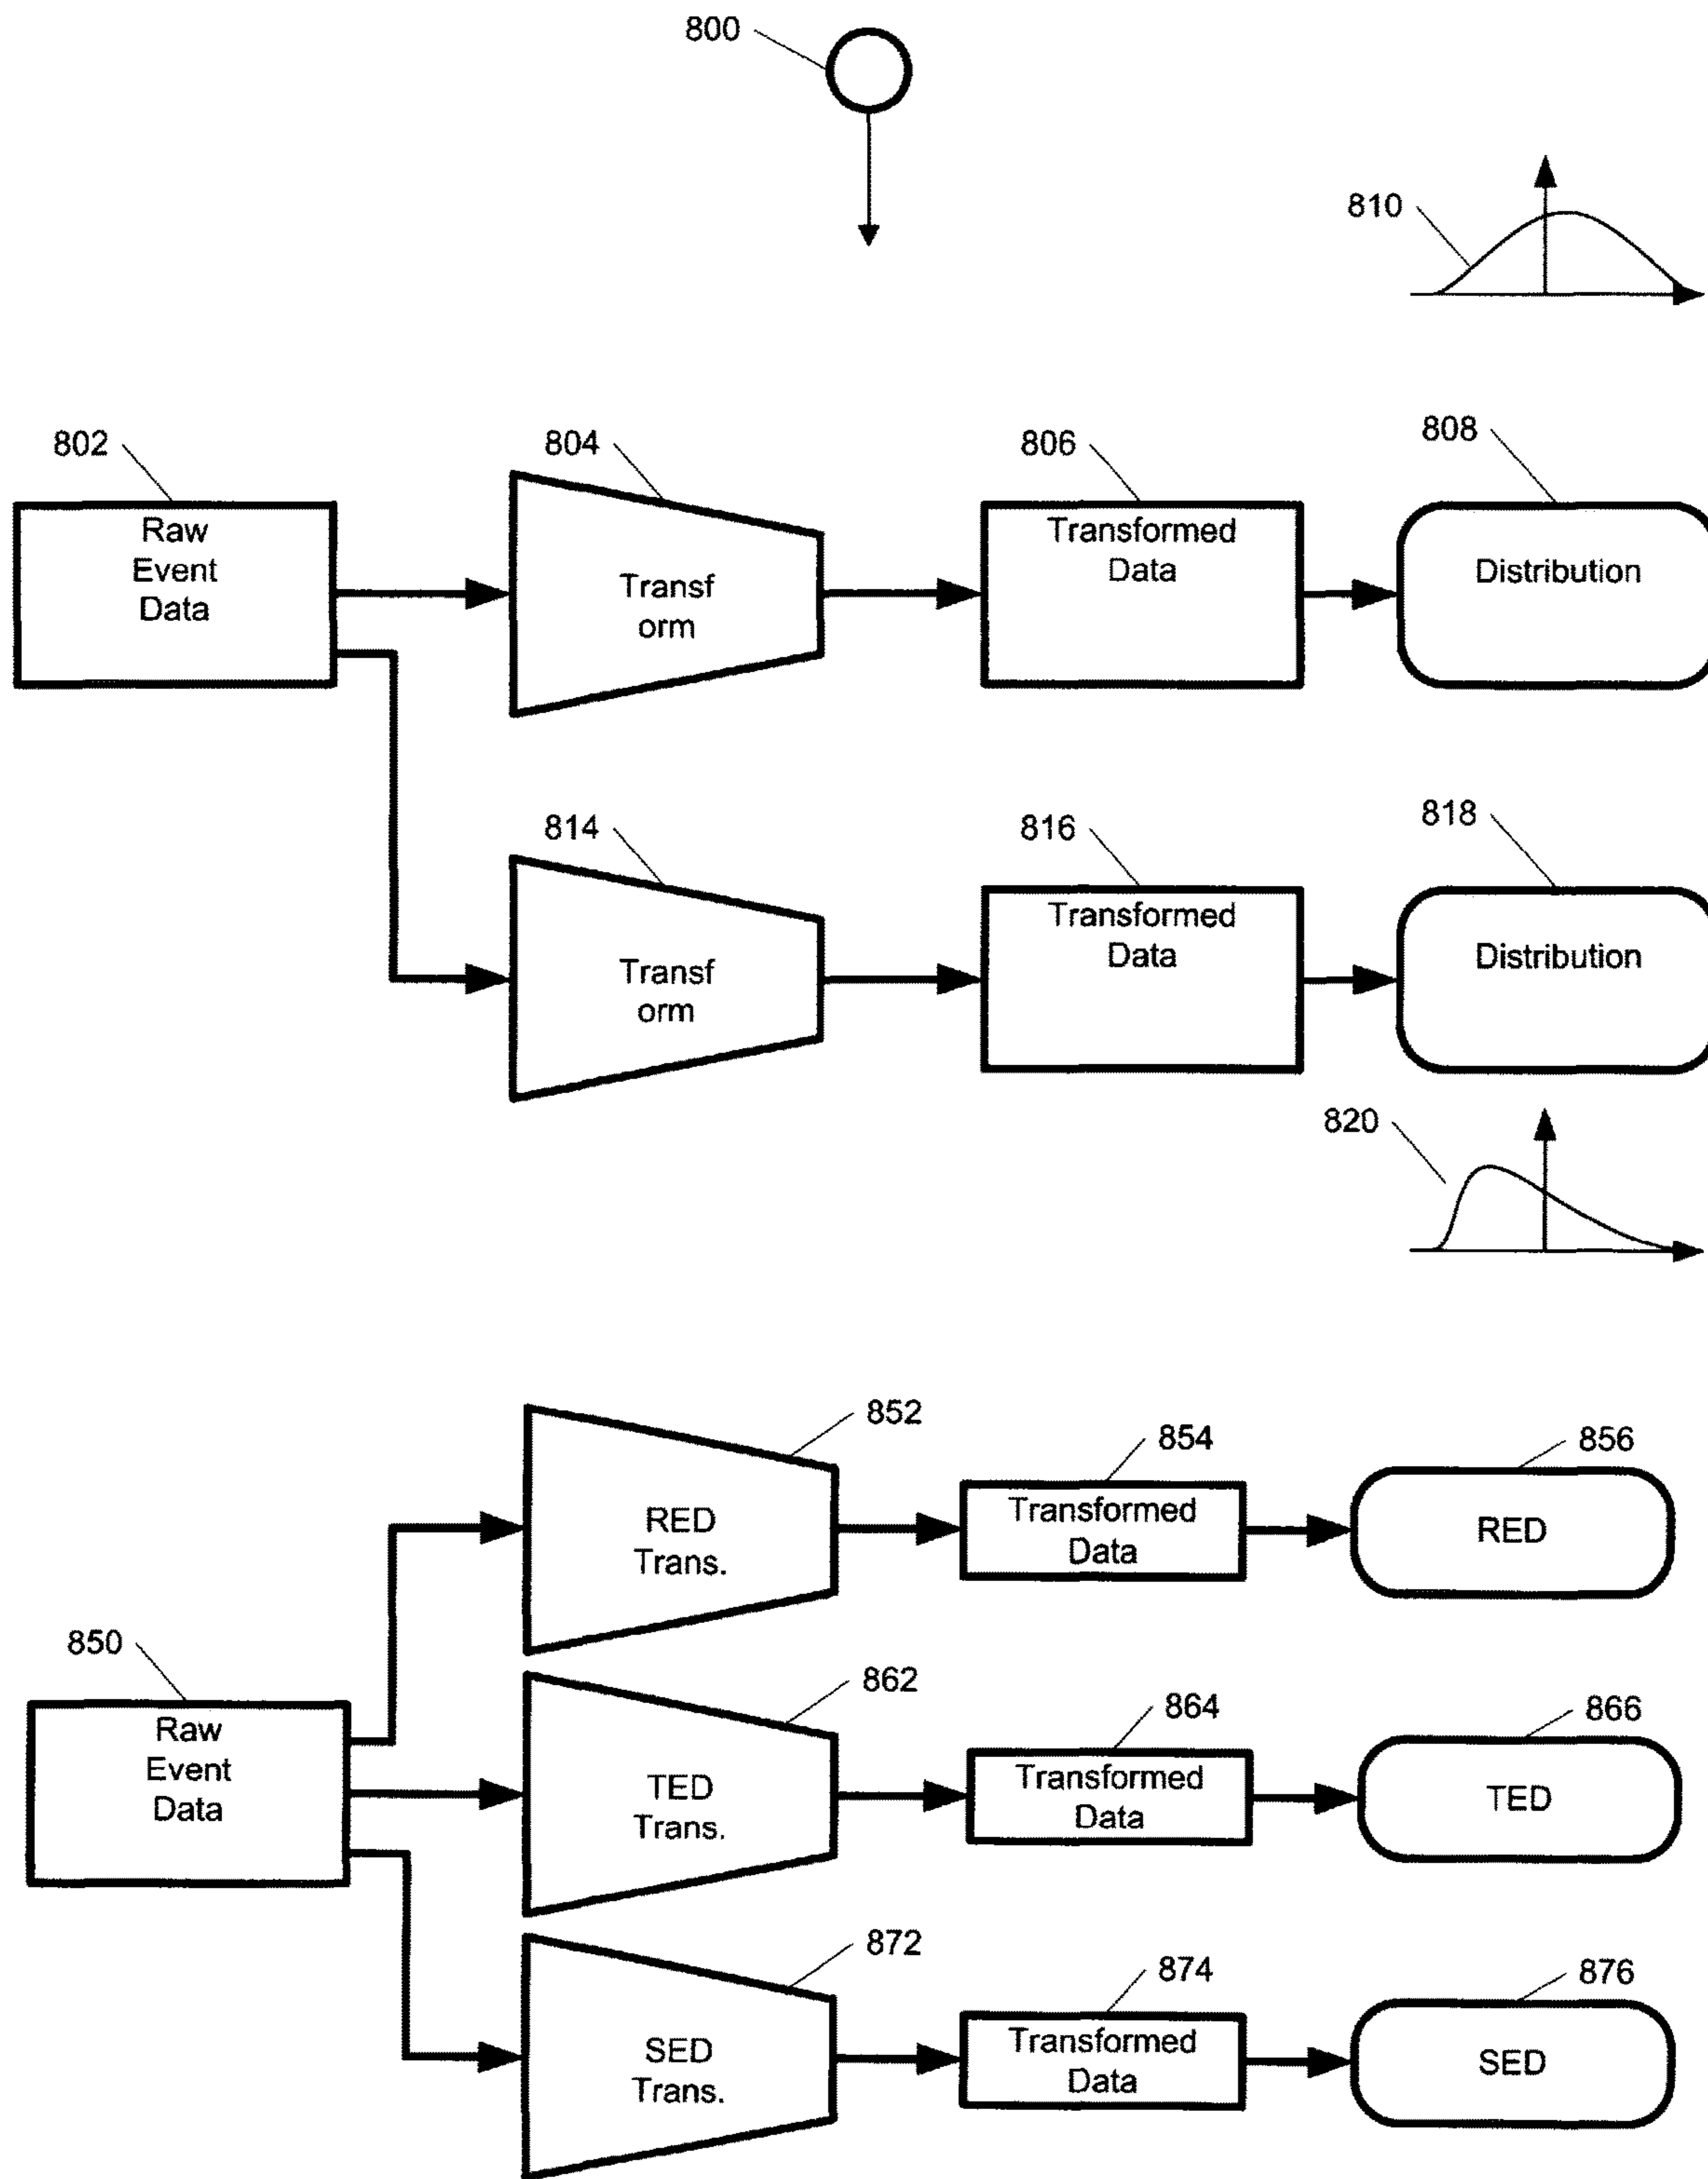 800
810
802
804
806
808
Raw
Event
Data
Transf
orm
Transformed
Data
Distribution
814
816
818
Transf
orm
Transformed
Data
Distribution
820
852
854
856
RED
Trans.
Transformed
Data
RED
850
Raw
Event
Data
862
864
866
TED
Trans.
Transformed
Data
TED
872
874
876
SED
Trans.
Transformed
Data
SED